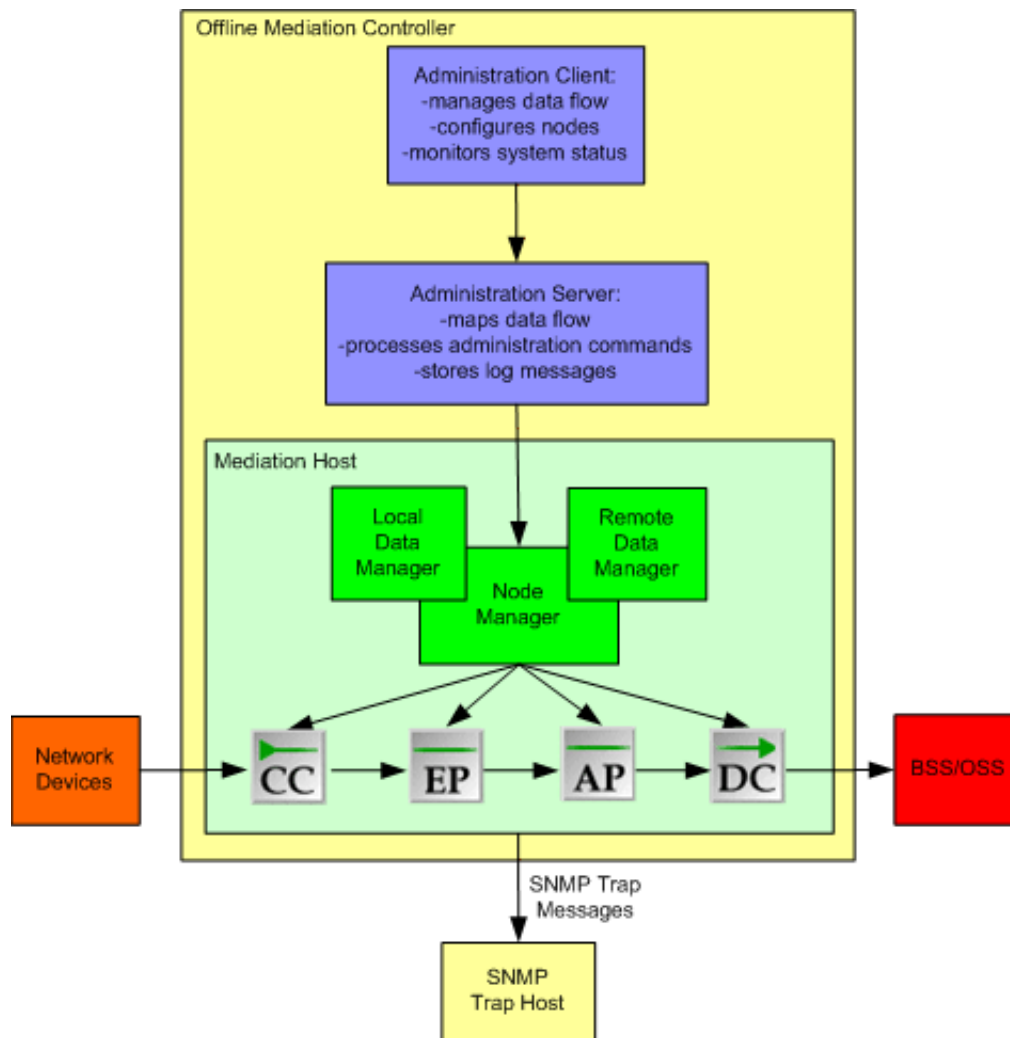 Offline Mediation Controller
Administration Client:
-manages data flow
-configures nodes
-monitors system status
Administration Server:
-maps data flow
-processes administration commands
-stores log messages
Mediation Host
Local
Data
Manager
Remote
Data
Manager
Node
Manager
Network
Devices
CC
EP
AP
DC
BSS/OSS
SNMP Trap
Messages
SNMP
Trap Host